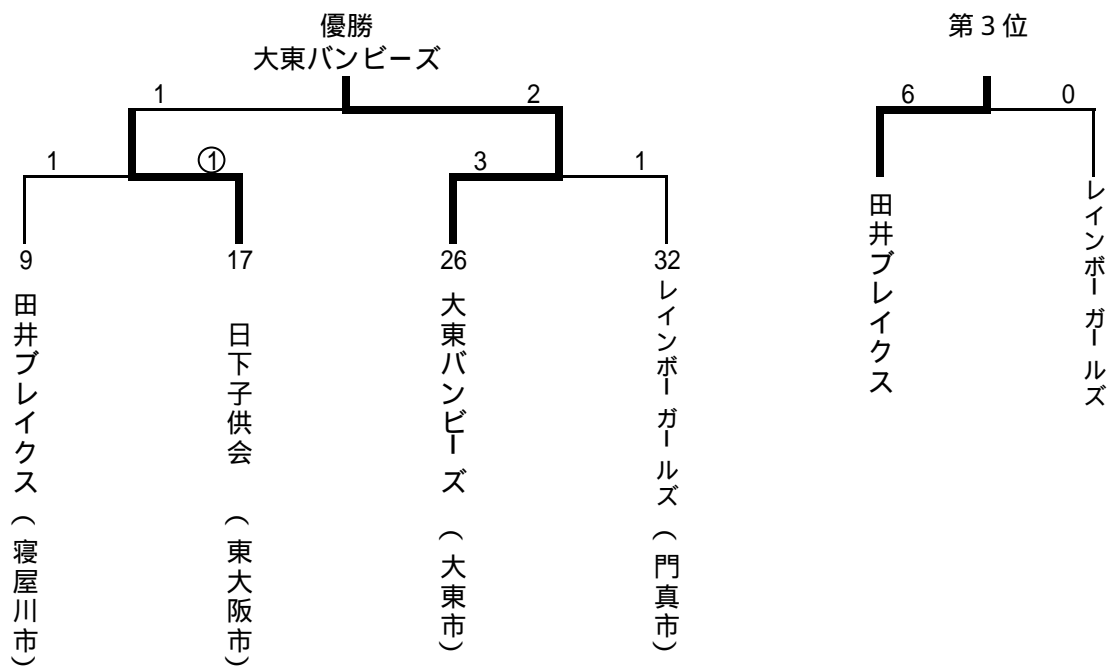 優勝
大東バンビーズ
第3位
1
2
6
0
1
①
3
1
9
17
26
32
田井ブレイクス（寝屋川市）
日下子供会（東大阪市）
大東バンビーズ（大東市）
レインボーガールズ（門真市）
田井ブレイクス
レインボーガールズ